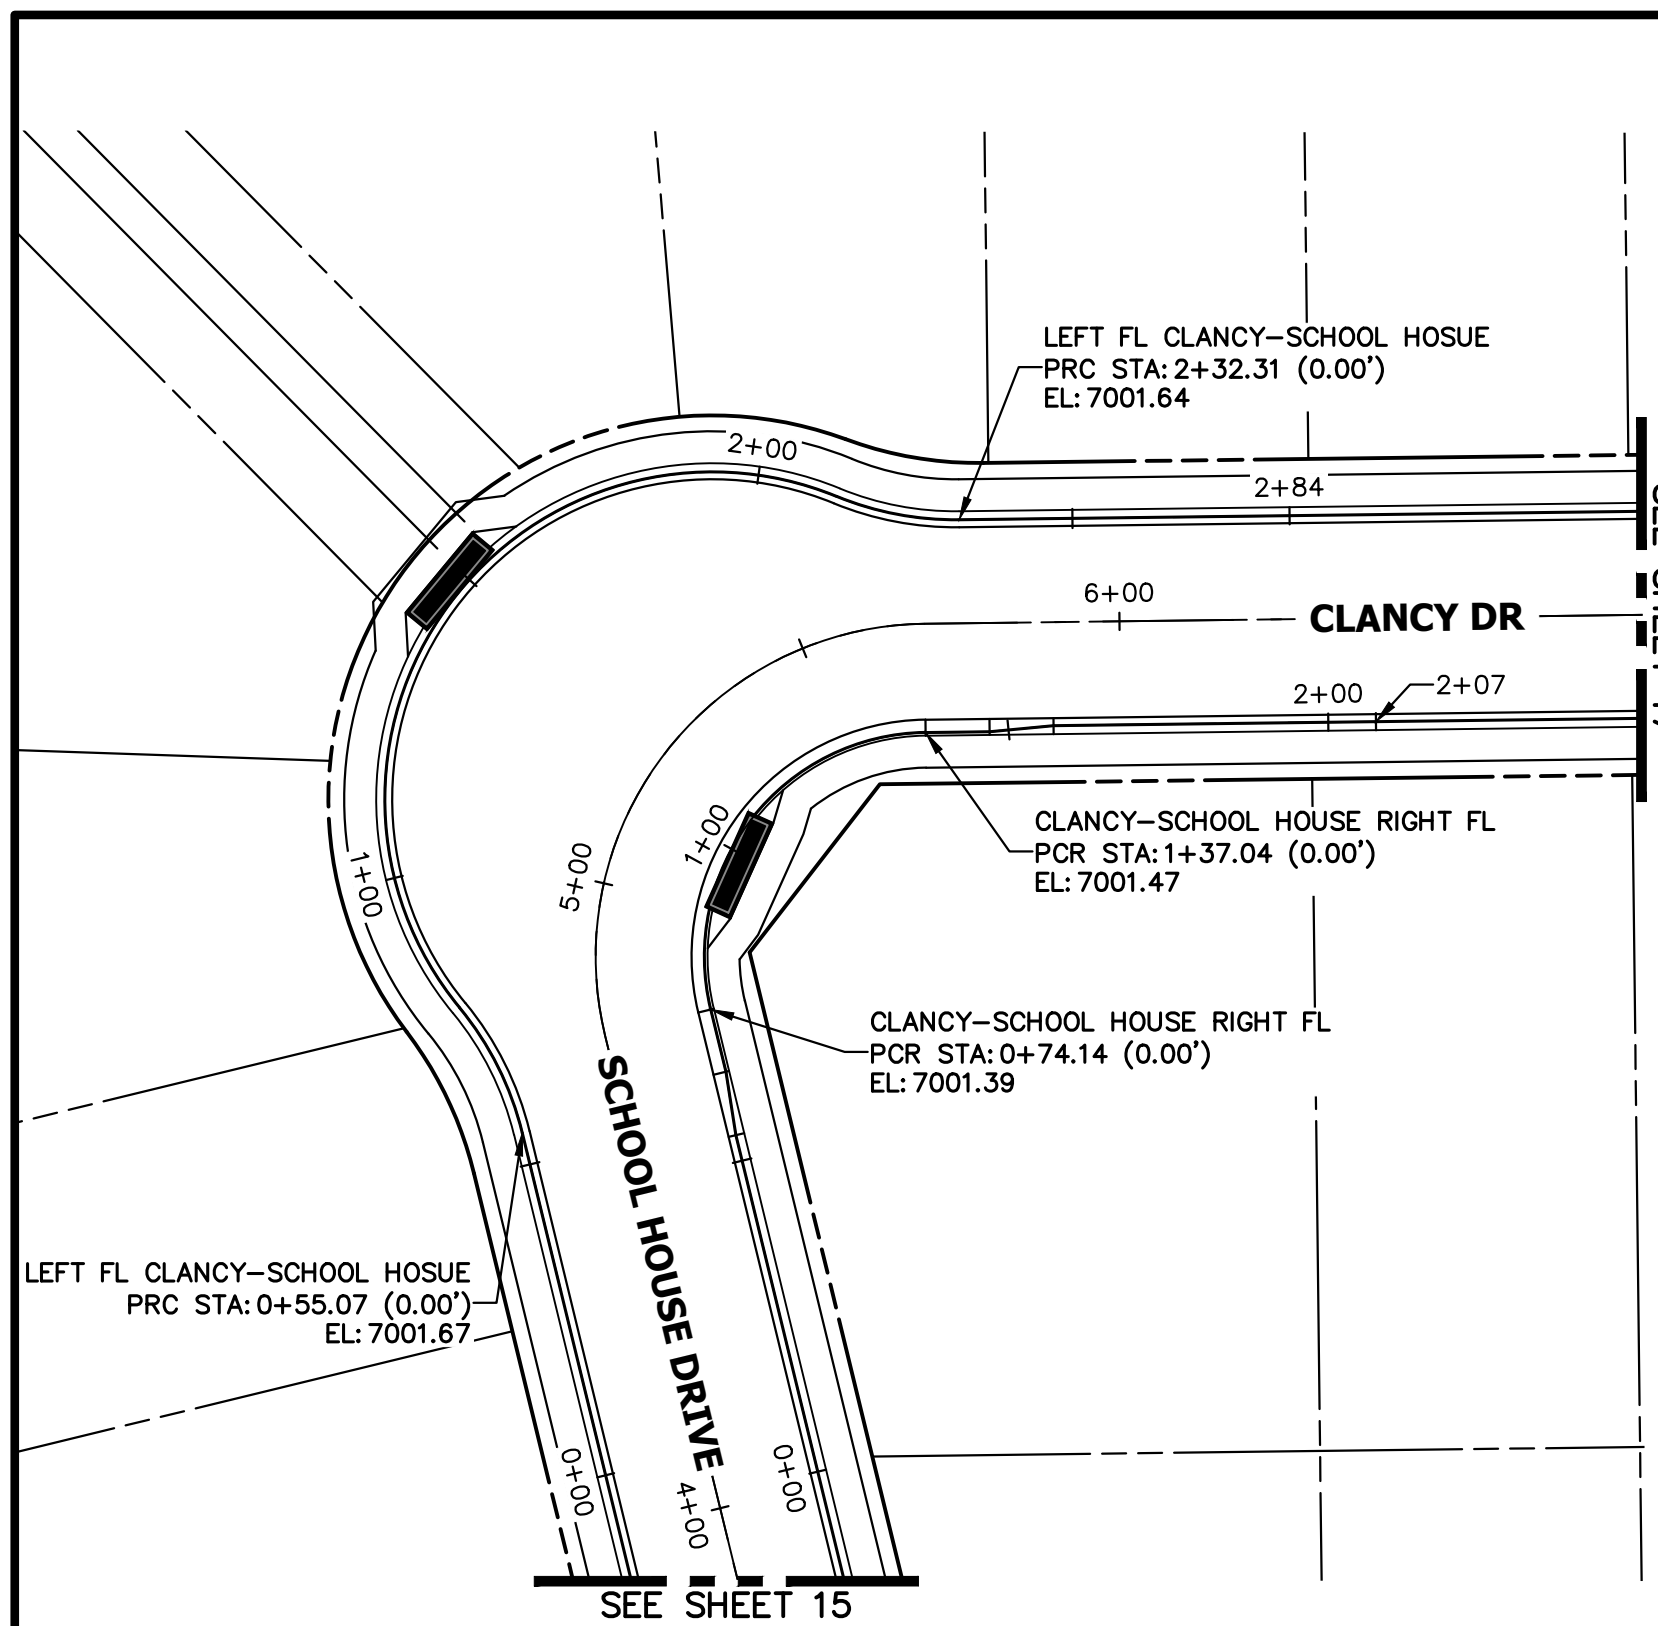 LEFT FL CLANCY-SCHOOL HOSUE
PRC STA: 2+32.31 (0.00')
EL: 7001.64
2+00
2+84
6+00
CLANCY DR
2+00
2+07
CLANCY-SCHOOL HOUSE RIGHT FL
PCR STA: 1+37.04 (0.00')
EL: 7001.47
1+00
1+00
5+00
CLANCY-SCHOOL HOUSE RIGHT FL
PCR STA: 0+74.14 (0.00')
EL: 7001.39
SCHOOL HOUSE DRIVE
LEFT FL CLANCY-SCHOOL HOSUE
PRC STA: 0+55.07 (0.00')
EL: 7001.67
0+00
4+00
0+00
SEE SHEET 15